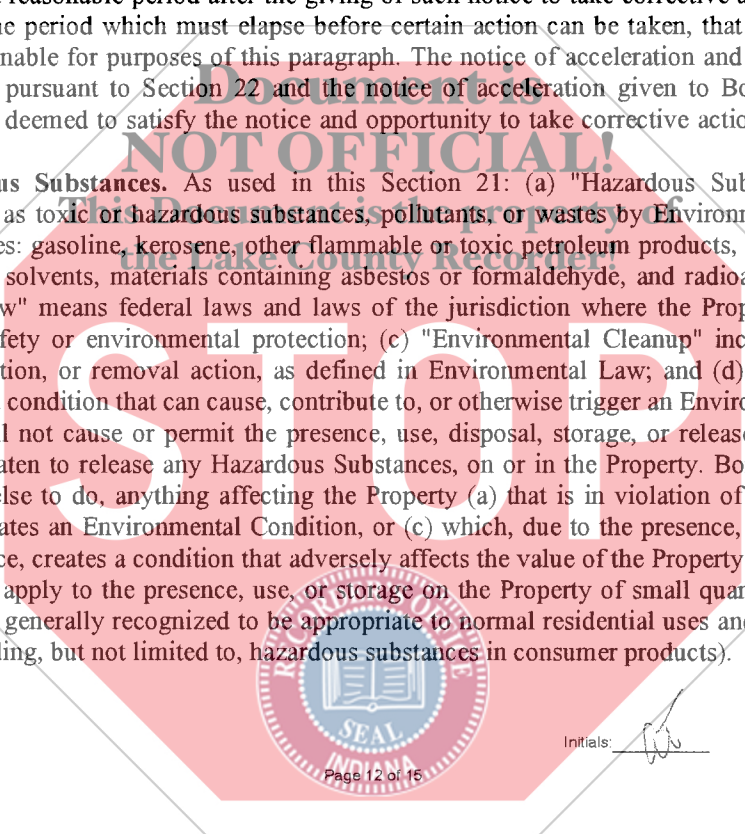 reasonable period after the giving of such notice to take corrective
e period which must elapse before certain action can be taken, that
nable for purposes of this paragraph. The notice of acceleration and
pursuant to Section 22 and the notice of acceleration given to Bo
deemed to satisfy the notice and opportunity to take corrective actio
Document is
NOT OFFICIAL!
This Document is the property of
the Lake County Recorder!
us Substances. As used in this Section 21: (a) "Hazardous Sub
as toxic or hazardous substances, pollutants, or wastes by Environm
es: gasoline, kerosene, other flammable or toxic petroleum products,
solvents, materials containing asbestos or formaldehyde, and radioa
w" means federal laws and laws of the jurisdiction where the Prop
fety or environmental protection; (c) "Environmental Cleanup" inc
tion, or removal action, as defined in Environmental Law; and (d)
condition that can cause, contribute to, or otherwise trigger an Enviro
l not cause or permit the presence, use, disposal, storage, or release
aten to release any Hazardous Substances, on or in the Property. Bo
else to do, anything affecting the Property (a) that is in violation of
ates an Environmental Condition, or (c) which, due to the presence,
ce, creates a condition that adversely affects the value of the Property
apply to the presence, use, or storage on the Property of small quan
generally recognized to be appropriate to normal residential uses and
ling, but not limited to, hazardous substances in consumer products).
STOP
RECORDER'S OFFICE
SEAL
INDIANA
Initials:
Page 12 of 15